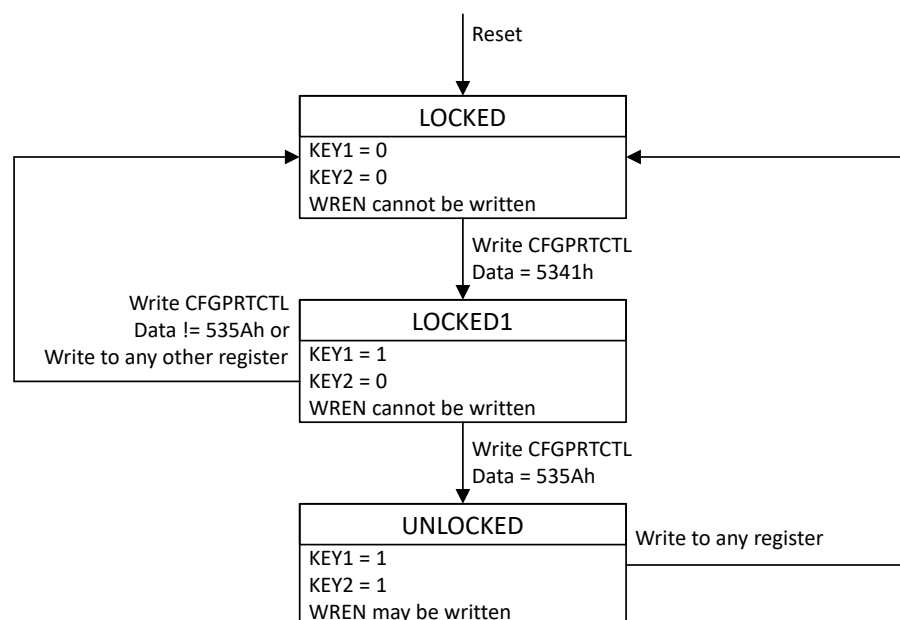 Reset
LOCKED
KEY1 = 0
KEY2 = 0
WREN cannot be written
Write CFGPRTCTL
Data = 5341h
Write CFGPRTCTL
Data != 535Ah or
Write to any other register
LOCKED1
KEY1 = 1
KEY2 = 0
WREN cannot be written
Write CFGPRTCTL
Data = 535Ah
UNLOCKED
KEY1 = 1
KEY2 = 1
WREN may be written
Write to any register